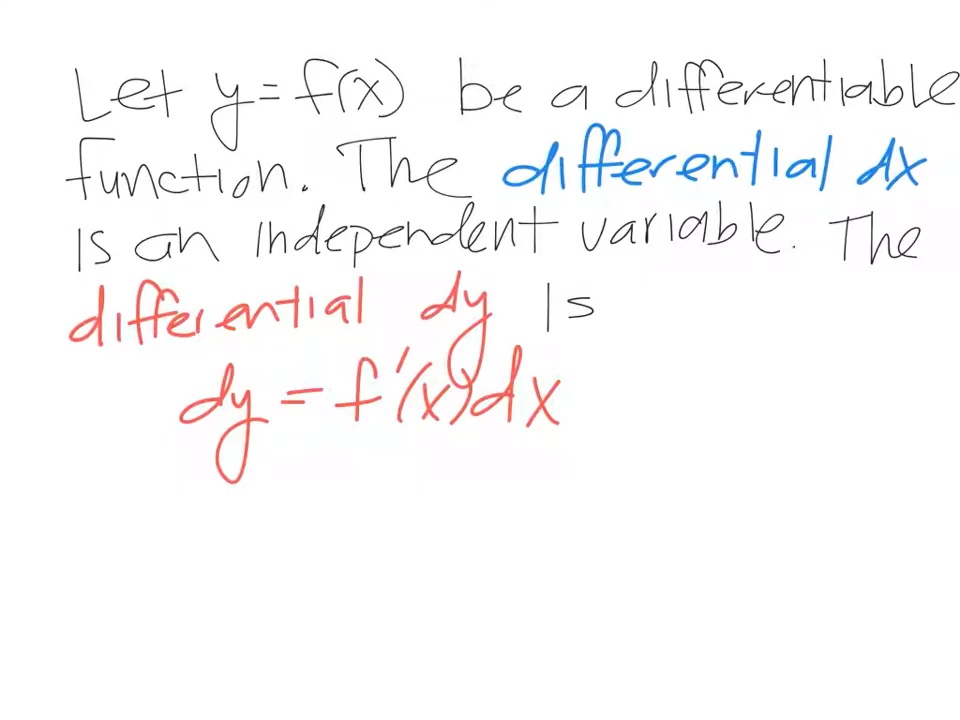 Let y = f(x) be a differentiable
function. The differential dx
is an independent variable. The
differential dy is
dy = f'(x)dx